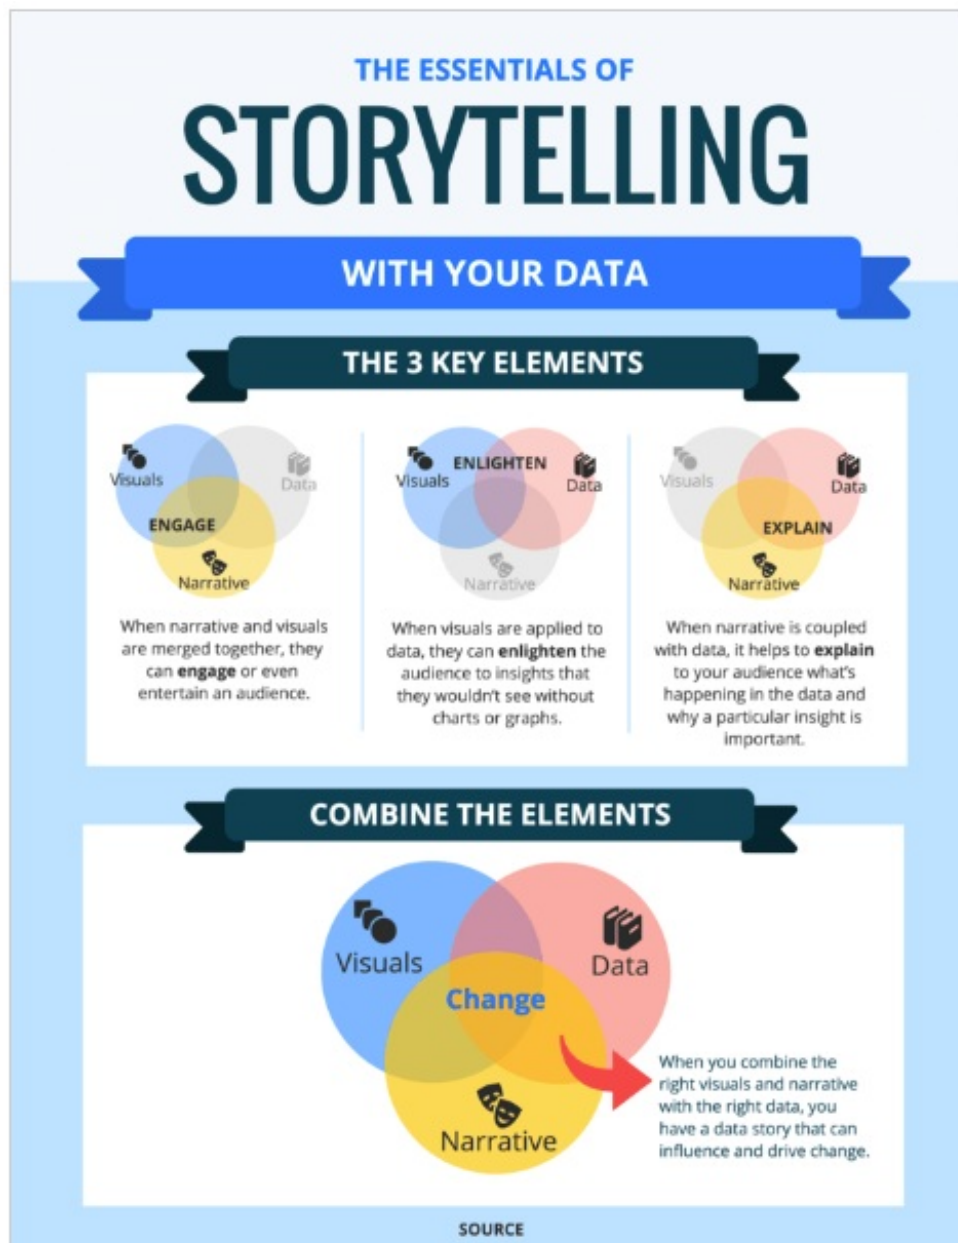 THE ESSENTIALS OF
STORYTELLING
WITH YOUR DATA
THE 3 KEY ELEMENTS
Visuals
Data
ENGAGE
Narrative
When narrative and visuals
are merged together, they
can engage or even
entertain an audience.
Visuals
ENLIGHTEN
Data
Narrative
When visuals are applied to
data, they can enlighten the
audience to insights that
they wouldn't see without
charts or graphs.
Visuals
Data
EXPLAIN
Narrative
When narrative is coupled
with data, it helps to explain
to your audience what's
happening in the data and
why a particular insight is
important.
COMBINE THE ELEMENTS
Visuals
Data
Change
Narrative
When you combine the
right visuals and narrative
with the right data, you
have a data story that can
influence and drive change.
SOURCE